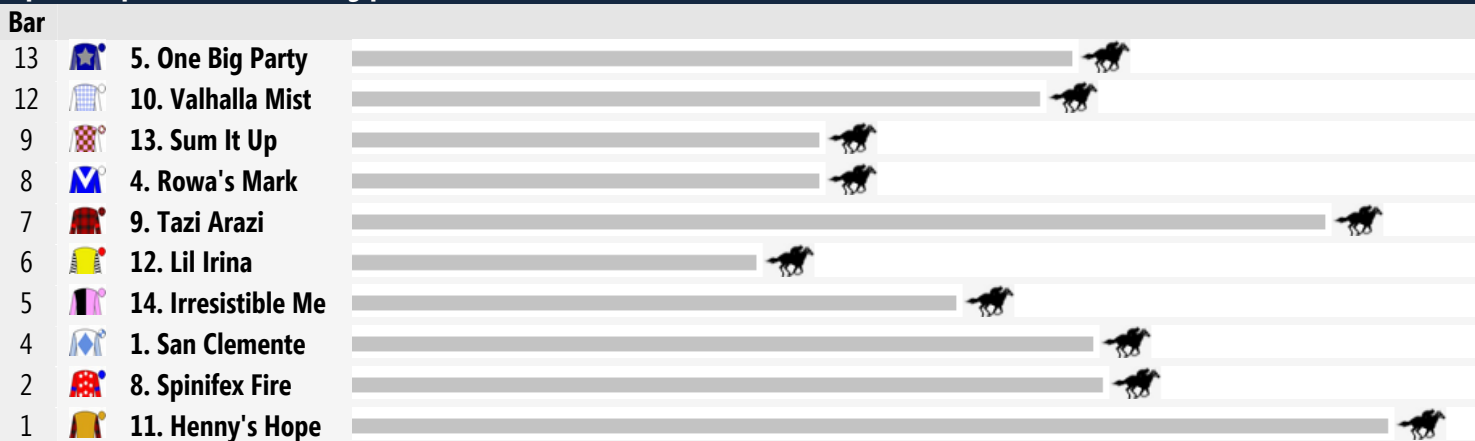 Bar
13 5. One Big Party
12 10. Valhalla Mist
9 13. Sum It Up
8 4. Rowa's Mark
7 9. Tazi Arazi
6 12. Lil Irina
5 14. Irresistible Me
4 1. San Clemente
2 8. Spinifex Fire
1 11. Henny's Hope